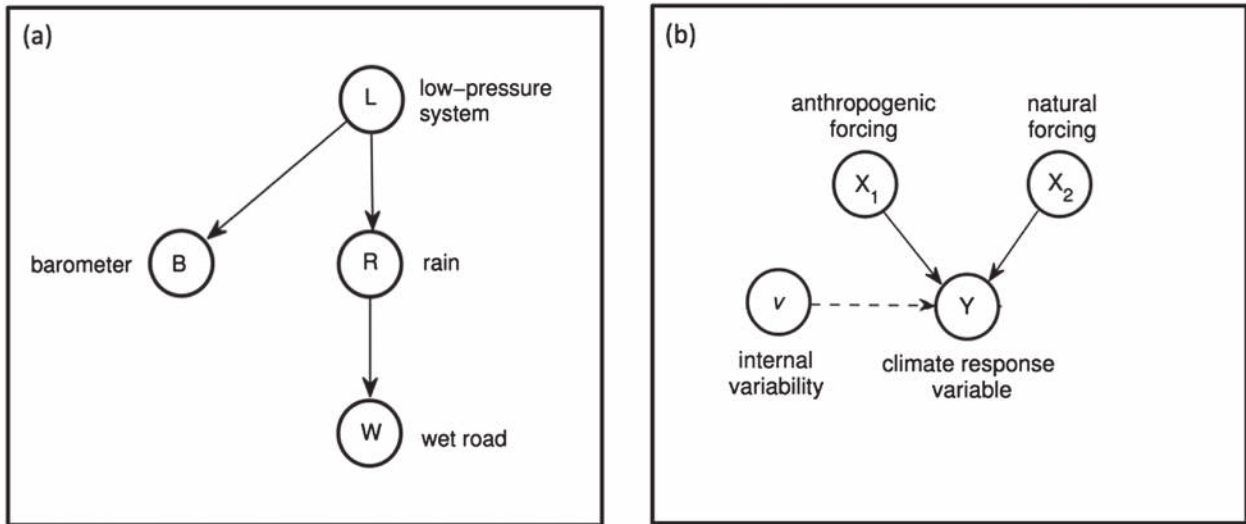 (a)
L
low-pressure
system
barometer
B
R
rain
W
wet road
(b)
anthropogenic
forcing
natural
forcing
X₁
X₂
v
Y
internal
variability
climate response
variable